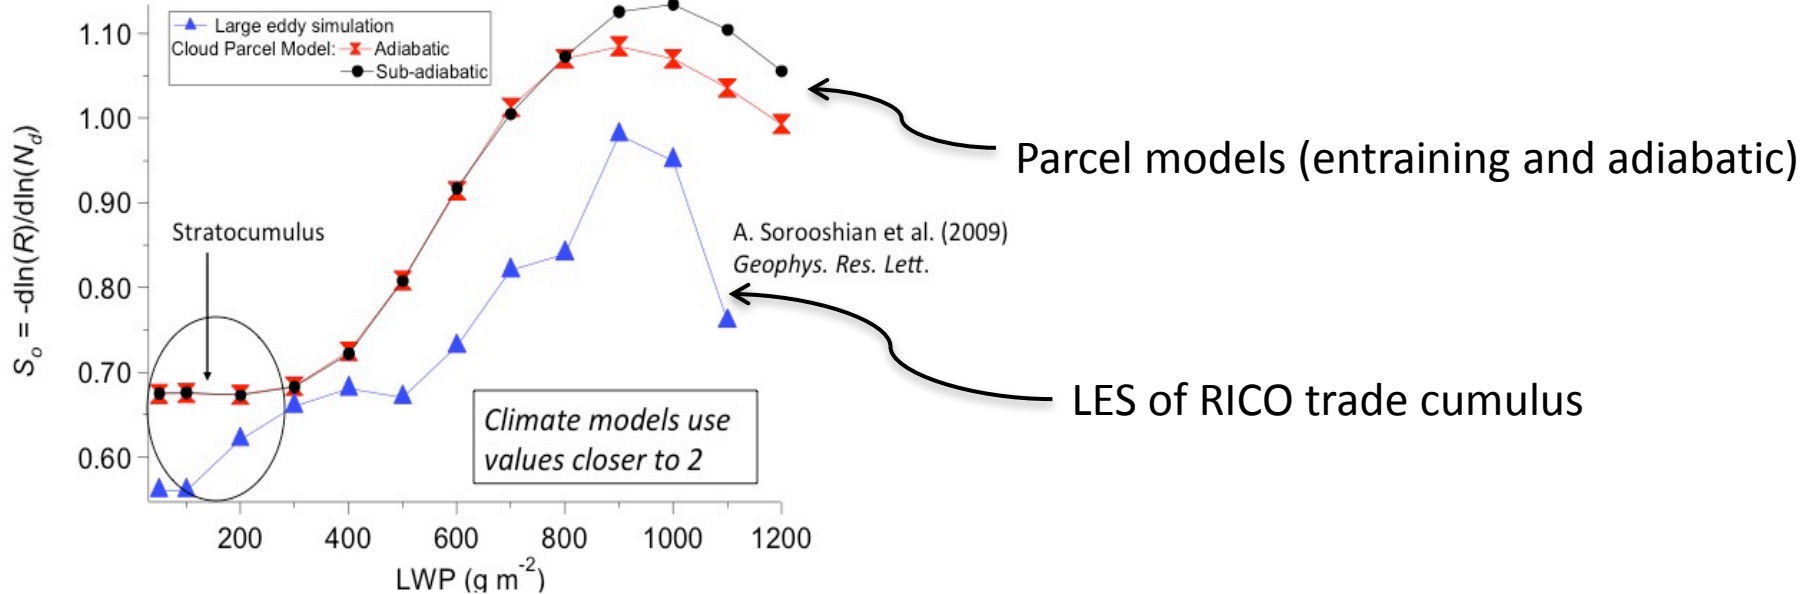 Large eddy simulation
Cloud Parcel Model: Adiabatic
Sub-adiabatic
1.10
1.00
0.90
0.80
0.70
0.60
S_o = -dln(R)/dln(N_d)
Stratocumulus
A. Sorooshian et al. (2009)
Geophys. Res. Lett.
Climate models use
values closer to 2
200 400 600 800 1000 1200
LWP (g m⁻²)
Parcel models (entraining and adiabatic)
LES of RICO trade cumulus